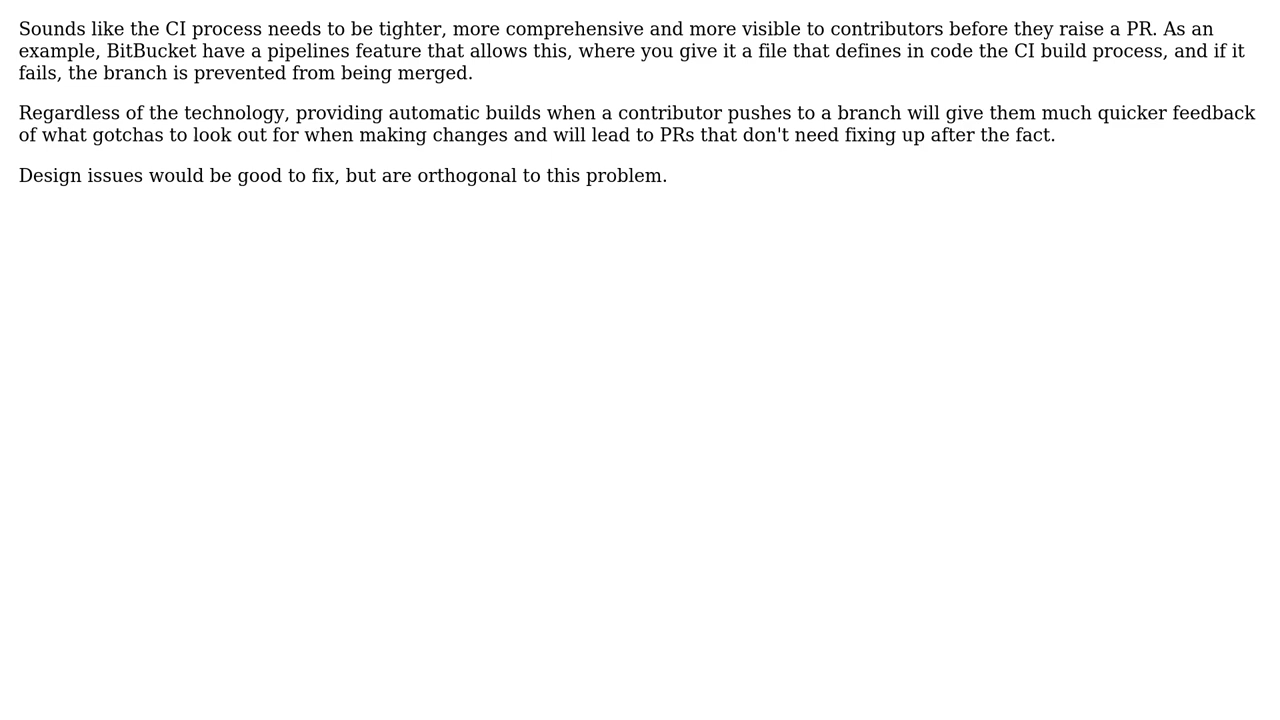 Sounds like the CI process needs to be tighter, more comprehensive and more visible to contributors before they raise a PR. As an
example, BitBucket have a pipelines feature that allows this, where you give it a file that defines in code the CI build process, and if it
fails, the branch is prevented from being merged.
Regardless of the technology, providing automatic builds when a contributor pushes to a branch will give them much quicker feedback
of what gotchas to look out for when making changes and will lead to PRs that don't need fixing up after the fact.
Design issues would be good to fix, but are orthogonal to this problem.